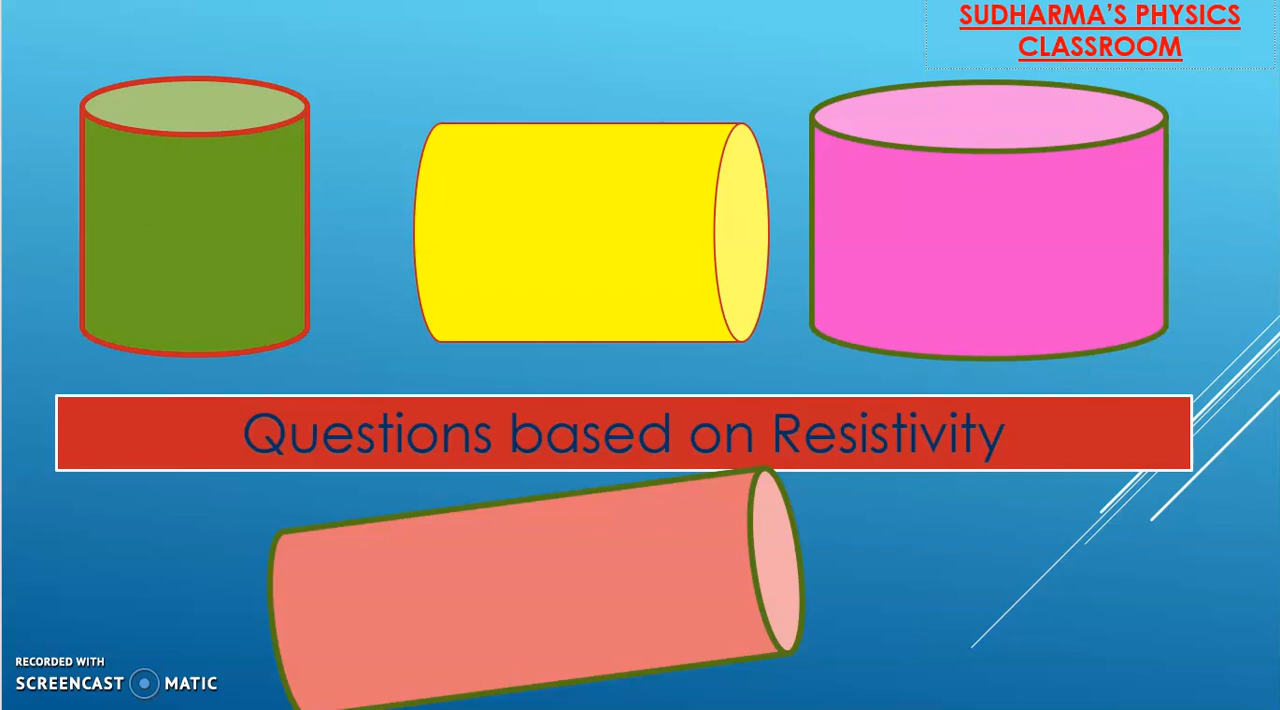 SUDHARMA'S PHYSICS
CLASSROOM
Questions based on Resistivity
RECORDED WITH
SCREENCAST MATIC